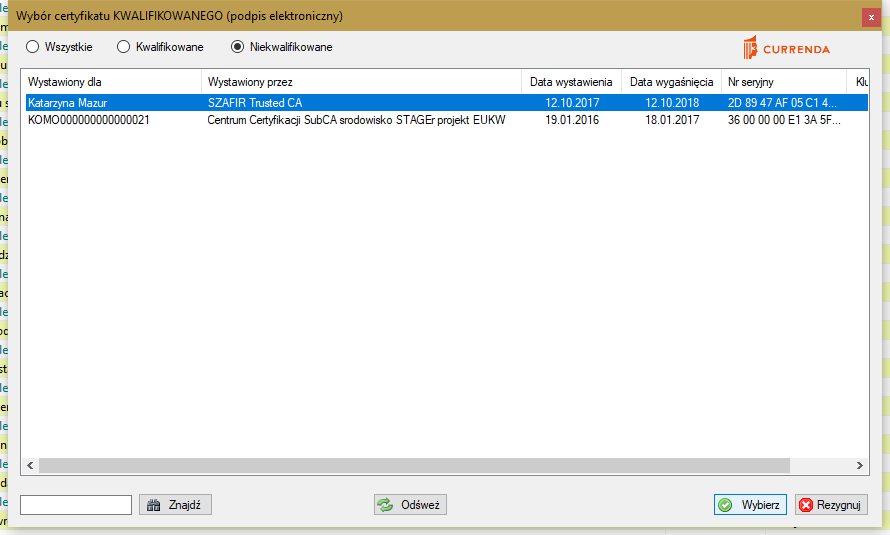 Wybór certyfikatu KWALIFIKOWANEGO (podpis elektroniczny)
Wszystkie Kwalifikowane Niekwalifikowane
CURRENDA
Wystawiony dla Wystawiony przez Data wystawienia Data wygaśnięcia Nr seryjny Klu
Katarzyna Mazur SZAFIR Trusted CA 12.10.2017 12.10.2018 2D 89 47 AF 05 C1 4...
KOMO000000000000021 Centrum Certyfikacji SubCA srodowisko STAGEr projekt EUKW 19.01.2016 18.01.2017 36 00 00 00 E1 3A 5F...
Znajdź Odśwież Wybierz Rezygnuj